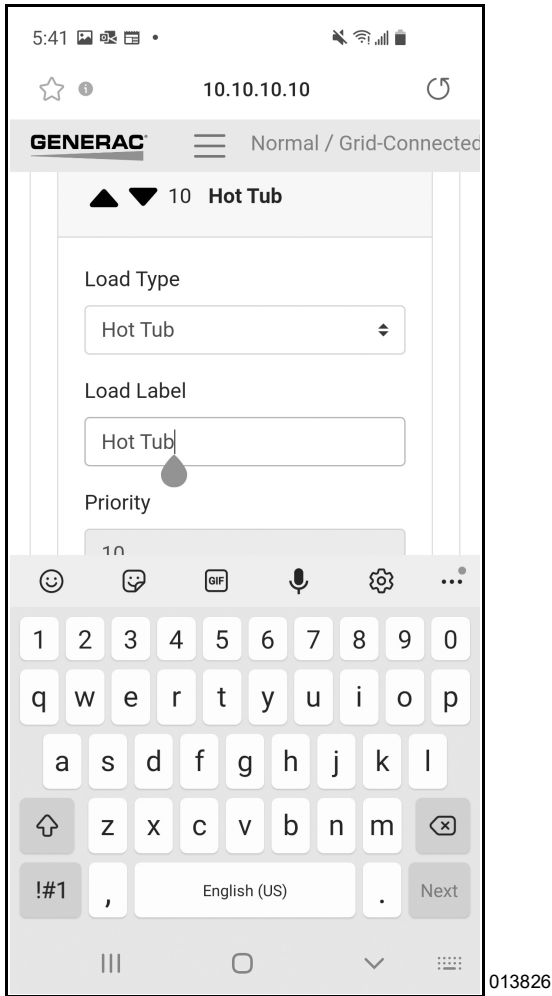 5:41
10.10.10.10
GENERAC Normal / Grid-Connected
10 Hot Tub
Load Type
Hot Tub
Load Label
Hot Tub
Priority
10
GIF
1 2 3 4 5 6 7 8 9 0
q w e r t y u i o p
a s d f g h j k l
z x c v b n m
!#1 , English (US) . Next
013826